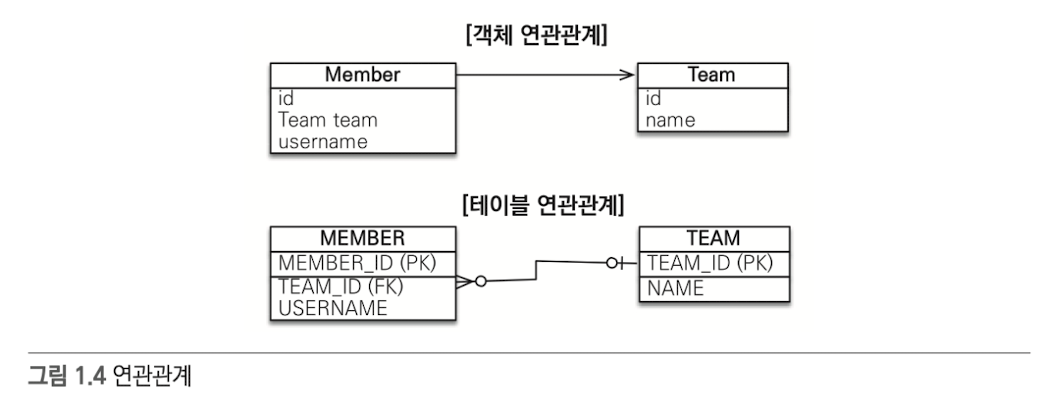 [객체 연관관계]
Member
id
Team team
username
Team
id
name
[테이블 연관관계]
MEMBER
MEMBER_ID (PK)
TEAM_ID (FK)
USERNAME
TEAM
TEAM_ID (PK)
NAME
그림 1.4 연관관계